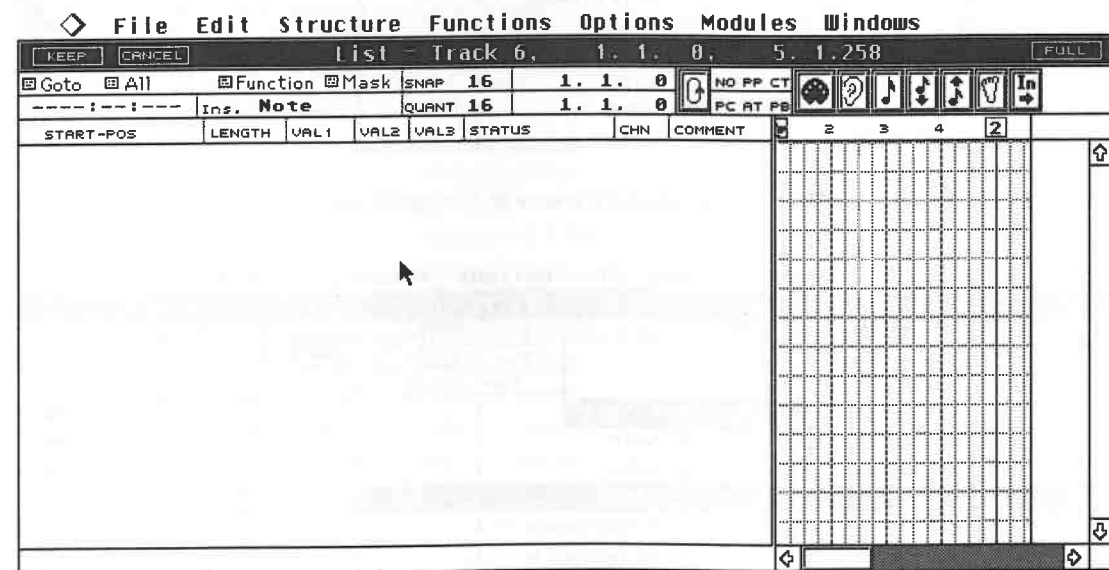 File Edit Structure Functions Options Modules Windows
KEEP CANCEL List - Track 6, 1. 1. 0, 5. 1.258 FULL
Goto All Function Mask SNAP 16 1. 1. 0 NO PP CT In
----:--:--- Ins. Note QUANT 16 1. 1. 0 PC AT PB
START-POS LENGTH VAL1 VAL2 VAL3 STATUS CHN COMMENT 2 3 4 2